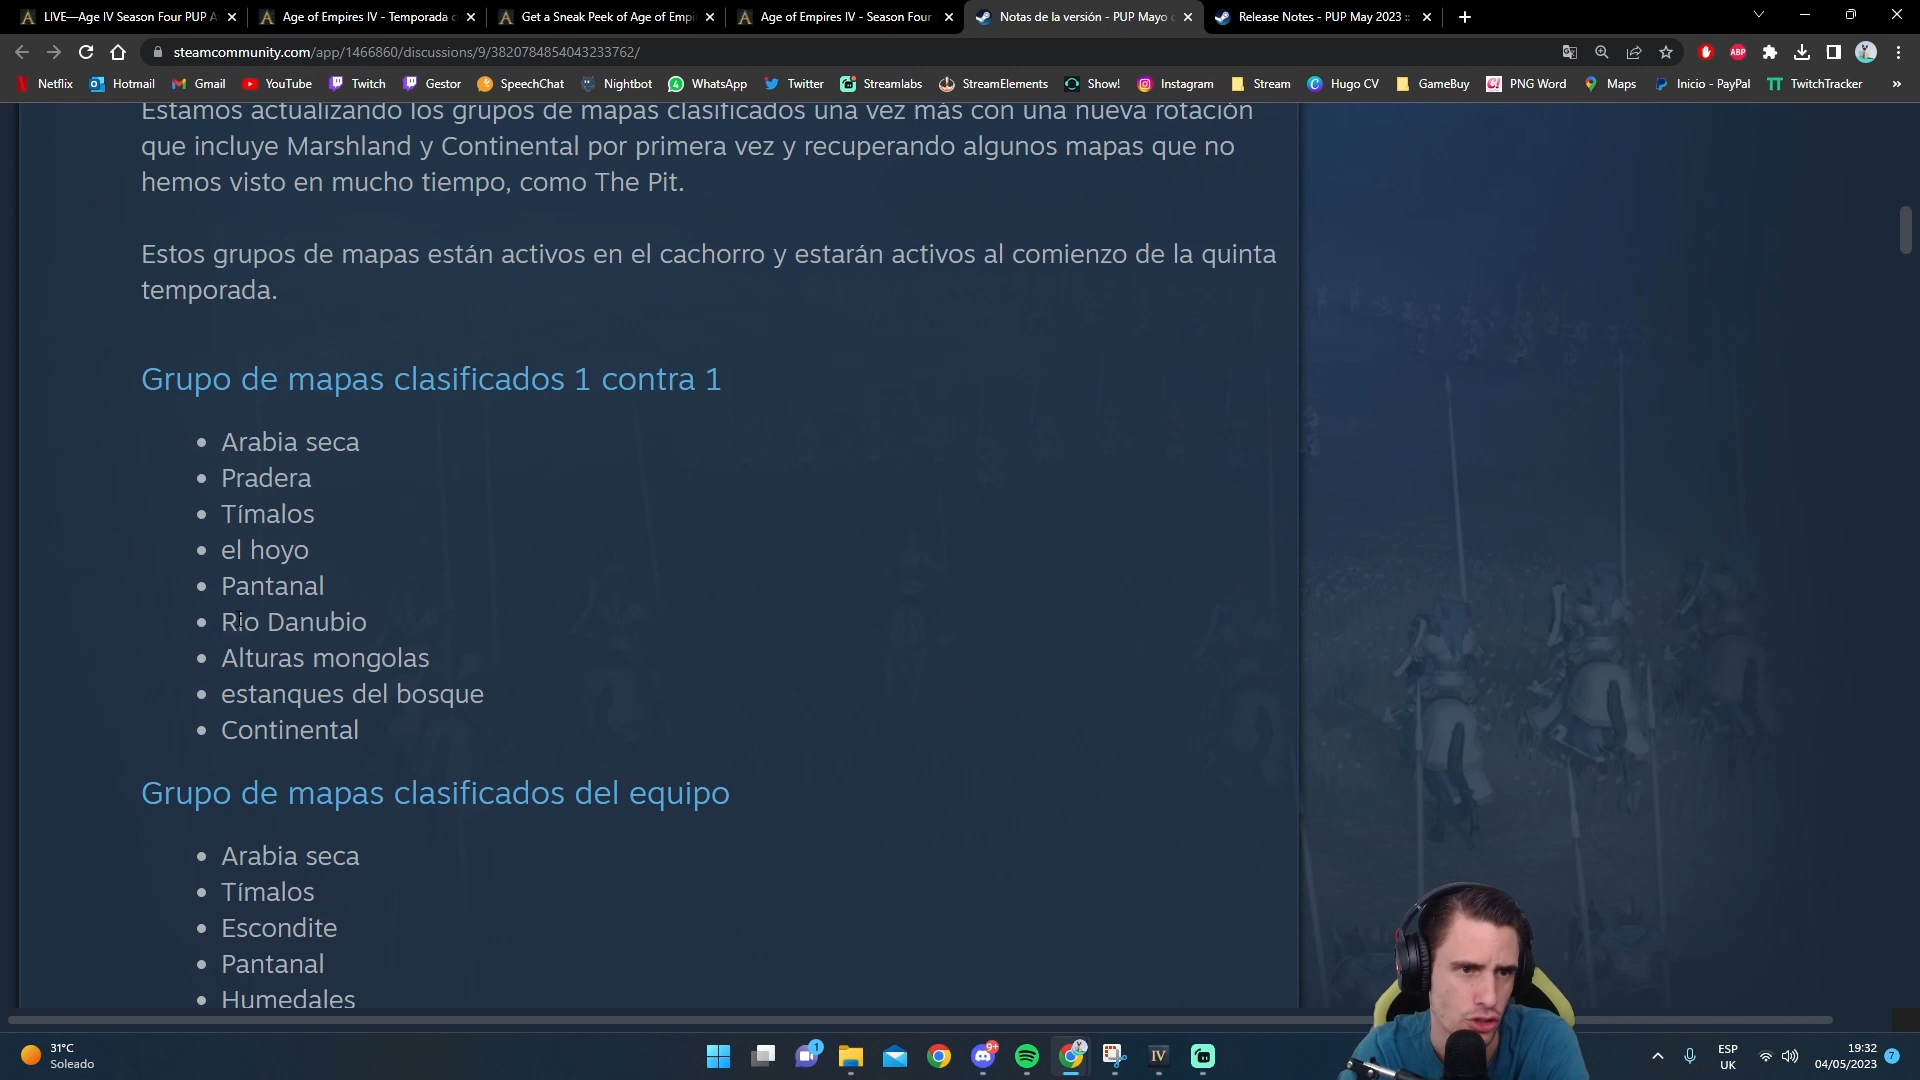 LIVE—Age IV Season Four PUP A
Age of Empires IV - Temporada c
Get a Sneak Peek of Age of Empi
Age of Empires IV - Season Four
Notas de la versión - PUP Mayo
Release Notes - PUP May 2023 ::
steamcommunity.com/app/1466860/discussions/9/3820784854043233762/
ABP
Netflix Hotmail Gmail YouTube Twitch Gestor SpeechChat Nightbot WhatsApp Twitter Streamlabs StreamElements Show! Instagram Stream Hugo CV GameBuy PNG Word Maps Inicio - PayPal TwitchTracker »
Estamos actualizando los grupos de mapas clasificados una vez más con una nueva rotación
que incluye Marshland y Continental por primera vez y recuperando algunos mapas que no
hemos visto en mucho tiempo, como The Pit.
Estos grupos de mapas están activos en el cachorro y estarán activos al comienzo de la quinta
temporada.
Grupo de mapas clasificados 1 contra 1
• Arabia seca
• Pradera
• Tímalos
• el hoyo
• Pantanal
• Río Danubio
• Alturas mongolas
• estanques del bosque
• Continental
Grupo de mapas clasificados del equipo
• Arabia seca
• Tímalos
• Escondite
• Pantanal
• Humedales
31°C
Soleado
1
9+
IV
ESP
UK
19:32
04/05/2023
7